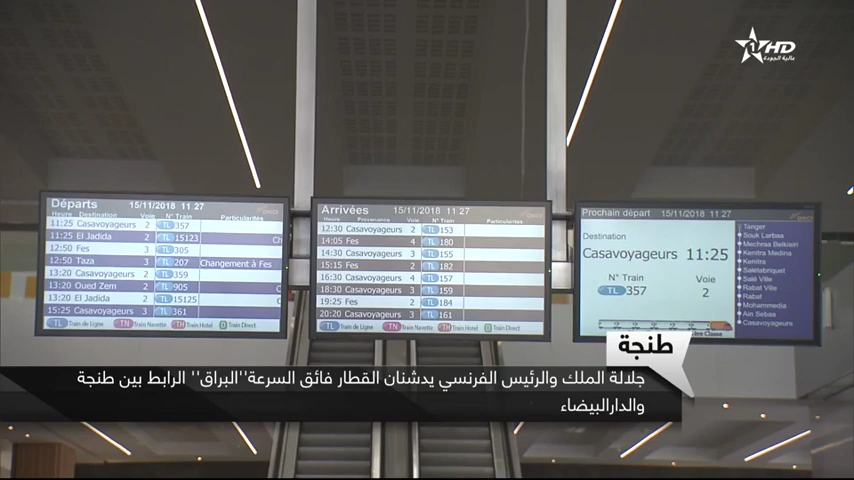 1 HD
عالية الجودة
Départs 15/11/2018 11 27
Heure Destination Voie N° Train Particularités
11:25 Casavoyageurs 2 TL 357
11:25 El Jadida 2 TL 15123
12:50 Fes 3 TL 305
12:50 Taza 3 TL 207 Changement à Fes
13:20 Casavoyageurs 2 TL 359
13:20 Oued Zem 2 TL 905
13:20 El Jadida 2 TL 15125
15:25 Casavoyageurs 3 TL 361
TL Train de Ligne TN Train Navette TH Train Hotel D Train Direct
Arrivées 15/11/2018 11 27
Heure Provenance Voie N° Train Particularités
12:30 Casavoyageurs 2 TL 153
14:05 Fes 4 TL 180
14:30 Casavoyageurs 3 TL 155
15:15 Fes 2 TL 182
16:30 Casavoyageurs 4 TL 157
18:30 Casavoyageurs 3 TL 159
19:25 Fes 2 TL 184
20:20 Casavoyageurs 3 TL 161
TL Train de Ligne TN Train Navette TH Train Hotel D Train Direct
Prochain départ 15/11/2018 11 27
Destination
Casavoyageurs 11:25
N° Train Voie
TL 357 2
Tanger
Souk Larbaa
Mechraa Belksiri
Kenitra Medina
Kenitra
Salétabriquet
Salé Ville
Rabat Ville
Rabat
Mohammedia
Ain Sebaa
Casavoyageurs
طنجة
جلالة الملك والرئيس الفرنسي يدشنان القطار فائق السرعة''البراق'' الرابط بين طنجة
والدارالبيضاء